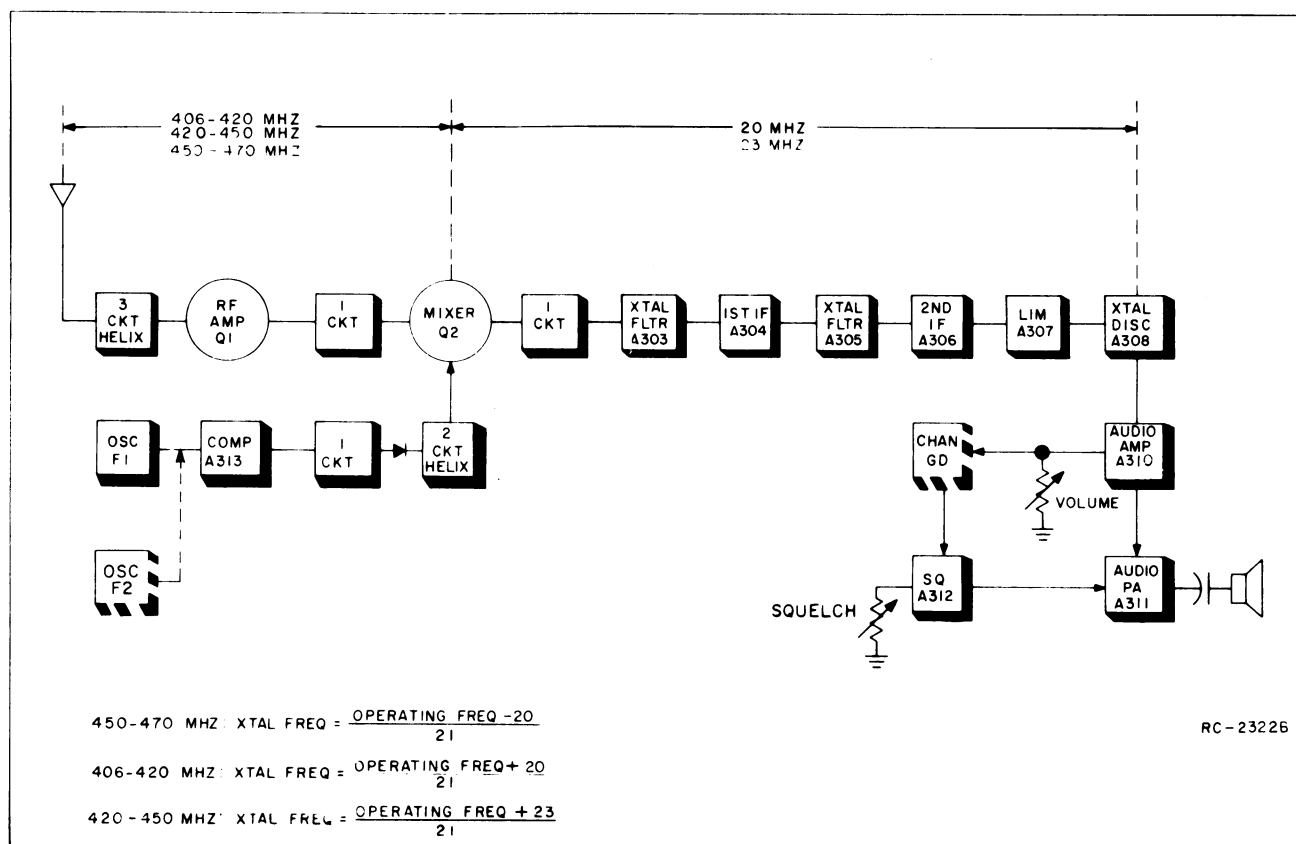 406-420 MHZ
420-450 MHZ
450-470 MHZ
20 MHZ
23 MHZ
3
CKT
HELIX
RF
AMP
Q1
1
CKT
MIXER
Q2
1
CKT
XTAL
FLTR
A303
1ST IF
A304
XTAL
FLTR
A305
2ND
IF
A306
LIM
A307
XTAL
DISC
A308
OSC
F1
COMP
A313
1
CKT
2
CKT
HELIX
CHAN
GD
AUDIO
AMP
A310
VOLUME
OSC
F2
SQUELCH
SQ
A312
AUDIO
PA
A311
450-470 MHZ: XTAL FREQ = OPERATING FREQ -20
21
RC-2322B
406-420 MHZ: XTAL FREQ = OPERATING FREQ + 20
21
420-450 MHZ: XTAL FREQ = OPERATING FREQ + 23
21